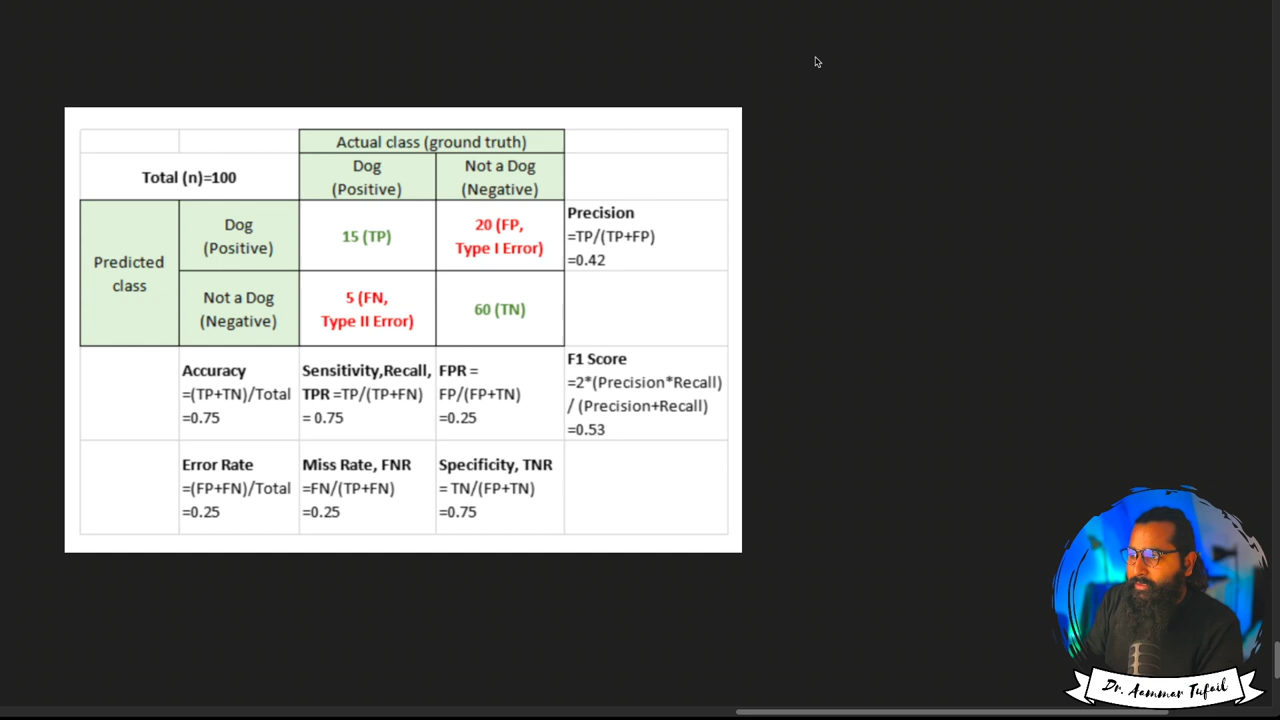 Actual class (ground truth)
Total (n)=100
Dog
(Positive)
Not a Dog
(Negative)
Predicted
class
Dog
(Positive)
15 (TP)
20 (FP,
Type I Error)
Precision
=TP/(TP+FP)
=0.42
Not a Dog
(Negative)
5 (FN,
Type II Error)
60 (TN)
Accuracy
=(TP+TN)/Total
=0.75
Sensitivity,Recall,
TPR =TP/(TP+FN)
= 0.75
FPR =
FP/(FP+TN)
=0.25
F1 Score
=2*(Precision*Recall)
/ (Precision+Recall)
=0.53
Error Rate
=(FP+FN)/Total
=0.25
Miss Rate, FNR
=FN/(TP+FN)
=0.25
Specificity, TNR
= TN/(FP+TN)
=0.75
Dr. Aammar Tufail